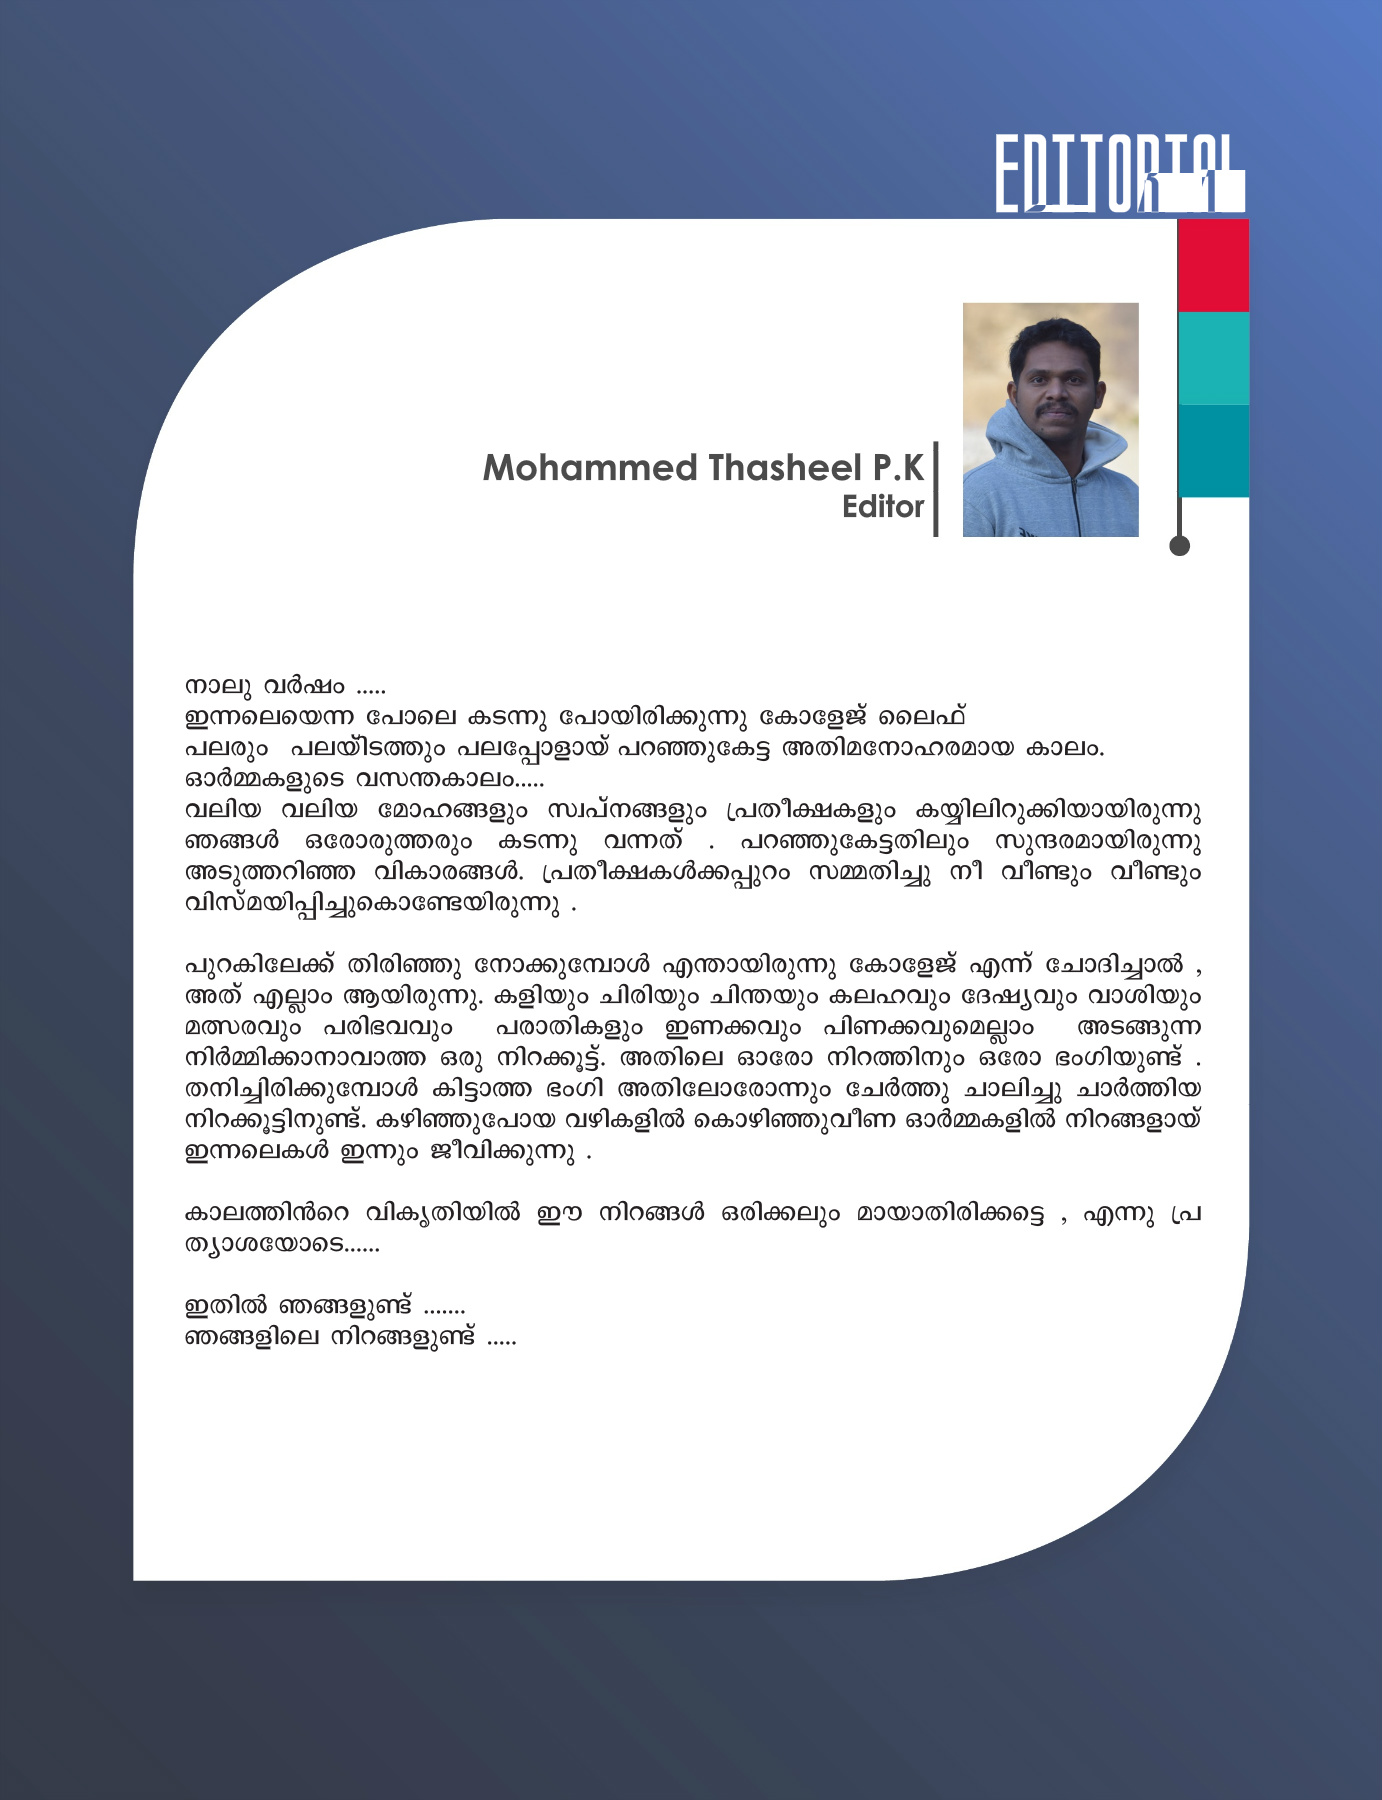 EDITORIAL
Mohammed Thasheel P.K
Editor
നാലു വർഷം .....
ഇന്നലെയെന്ന പോലെ കടന്നു പോയിരിക്കുന്നു കോളേജ് ലൈഫ്
പലരും പലയിടത്തും പലപ്പോളായ് പറഞ്ഞുകേട്ട അതിമനോഹരമായ കാലം.
ഓർമ്മകളുടെ വസന്തകാലം.....
വലിയ വലിയ മോഹങ്ങളും സ്വപ്നങ്ങളും പ്രതീക്ഷകളും കയ്യിലിറുക്കിയായിരുന്നു
ഞങ്ങൾ ഒരോരുത്തരും കടന്നു വന്നത് . പറഞ്ഞുകേട്ടതിലും സുന്ദരമായിരുന്നു
അടുത്തറിഞ്ഞ വികാരങ്ങൾ. പ്രതീക്ഷകൾക്കപ്പുറം സമ്മതിച്ചു നീ വീണ്ടും വീണ്ടും
വിസ്മയിപ്പിച്ചുകൊണ്ടേയിരുന്നു .
പുറകിലേക്ക് തിരിഞ്ഞു നോക്കുമ്പോൾ എന്തായിരുന്നു കോളേജ് എന്ന് ചോദിച്ചാൽ ,
അത് എല്ലാം ആയിരുന്നു. കളിയും ചിരിയും ചിന്തയും കലഹവും ദേഷ്യവും വാശിയും
മത്സരവും പരിഭവവും പരാതികളും ഇണക്കവും പിണക്കവുമെല്ലാം അടങ്ങുന്ന
നിർമ്മിക്കാനാവാത്ത ഒരു നിറക്കൂട്ട്. അതിലെ ഓരോ നിറത്തിനും ഒരോ ഭംഗിയുണ്ട് .
തനിച്ചിരിക്കുമ്പോൾ കിട്ടാത്ത ഭംഗി അതിലോരോന്നും ചേർത്തു ചാലിച്ചു ചാർത്തിയ
നിറക്കൂട്ടിനുണ്ട്. കഴിഞ്ഞുപോയ വഴികളിൽ കൊഴിഞ്ഞുവീണ ഓർമ്മകളിൽ നിറങ്ങളായ്
ഇന്നലെകൾ ഇന്നും ജീവിക്കുന്നു .
കാലത്തിൻറെ വികൃതിയിൽ ഈ നിറങ്ങൾ ഒരിക്കലും മായാതിരിക്കട്ടെ , എന്നു പ്ര
ത്യാശയോടെ......
ഇതിൽ ഞങ്ങളുണ്ട് .......
ഞങ്ങളിലെ നിറങ്ങളുണ്ട് .....